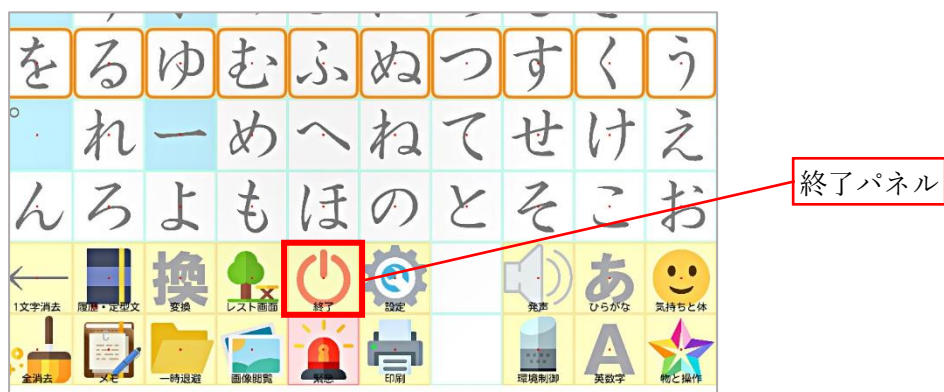 をるゆむふぬつすくう
゜れーめへねてせけえ
んろよもほのとそこお
終了パネル
1文字消去 履歴・定型文 変換 レスト画面 終了 設定 発声 ひらがな 気持ちと体
換 あ
全消去 メモ 一時退避 画像閲覧 緊急 印刷 環境制御 英数字 物と操作
A